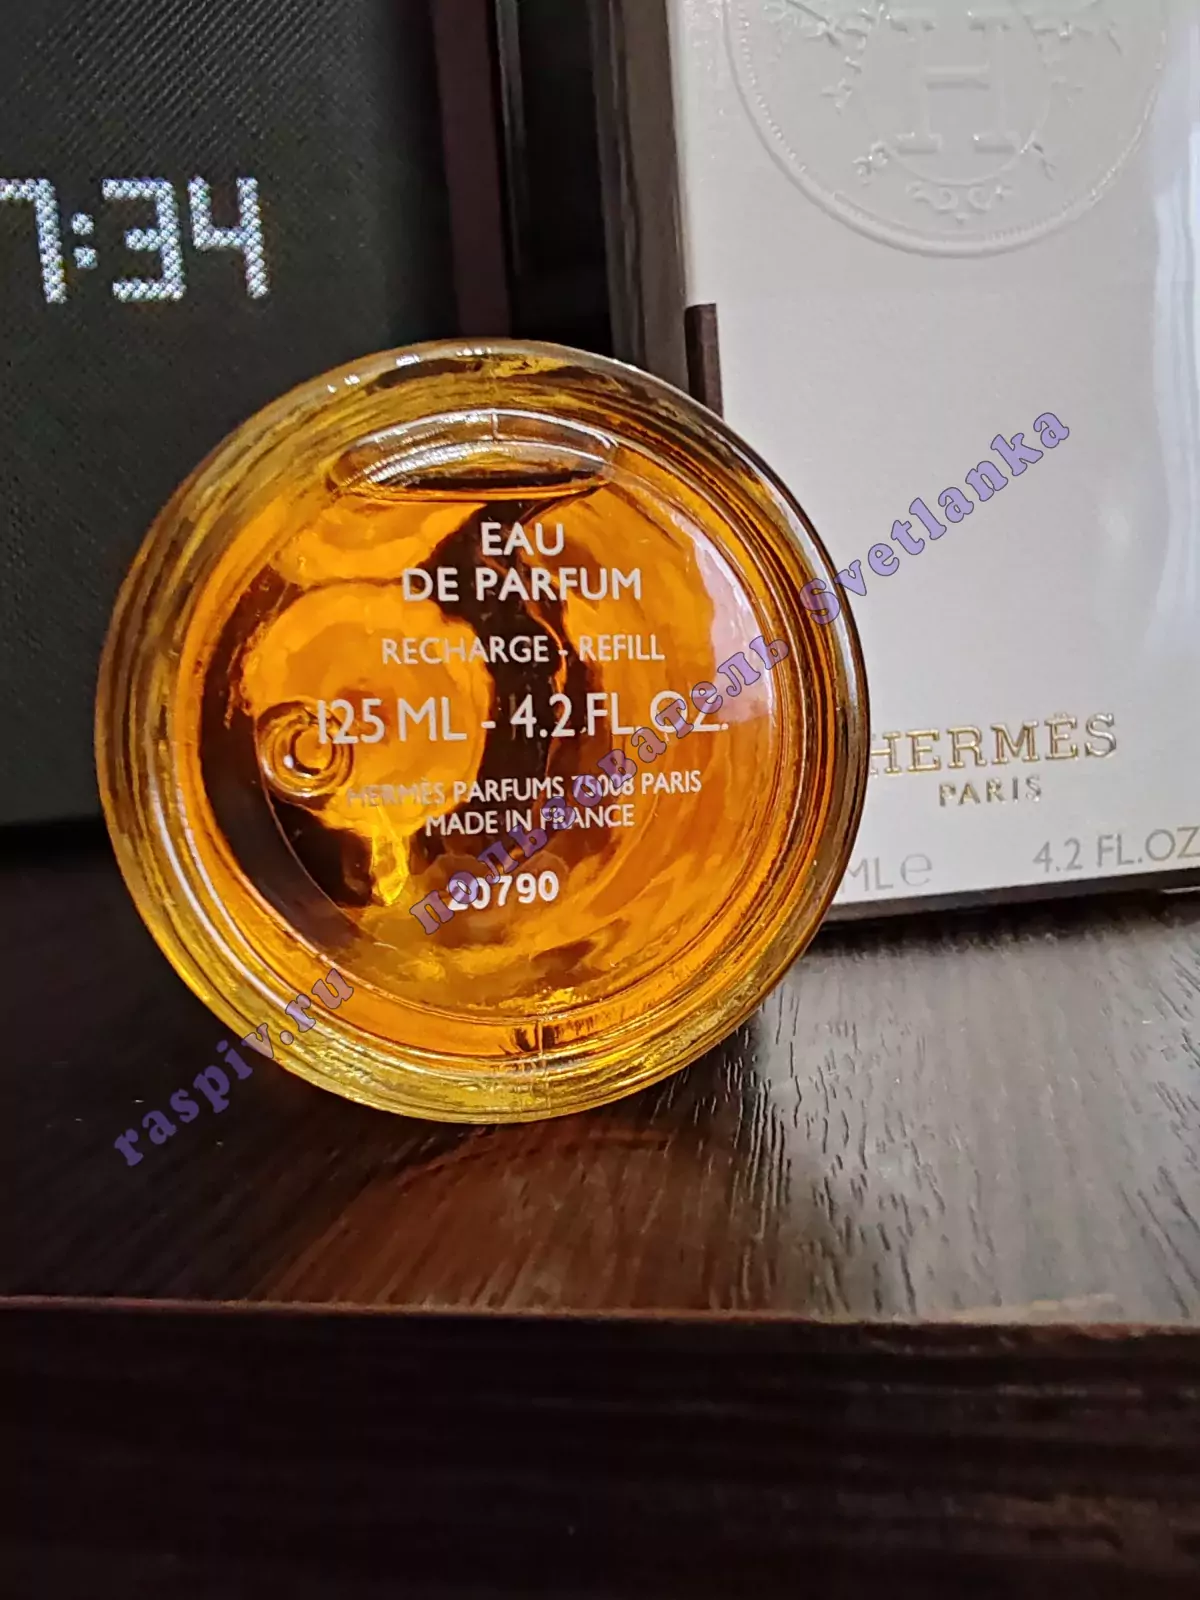 7:34
H
EAU
DE PARFUM
RECHARGE - REFILL
125 ML - 4.2 FL. OZ.
HERMÈS PARFUMS 75008 PARIS
MADE IN FRANCE
20790
HERMÈS
PARIS
ML e 4.2 FL.OZ
raspiv.ru пользователь Svetlanka